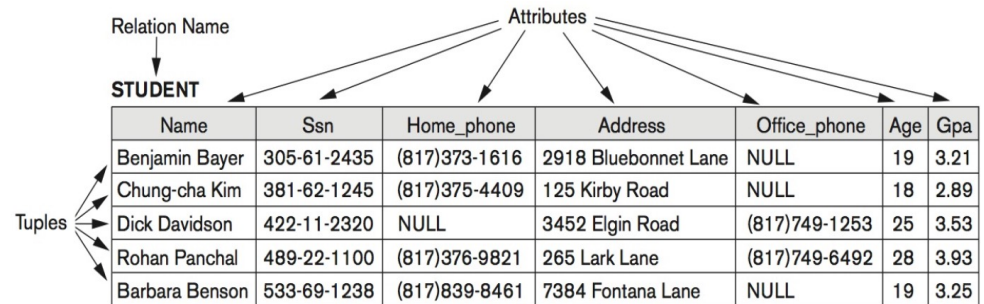 Attributes
Relation Name
STUDENT
Name Ssn Home_phone Address Office_phone Age Gpa
Benjamin Bayer 305-61-2435 (817)373-1616 2918 Bluebonnet Lane NULL 19 3.21
Chung-cha Kim 381-62-1245 (817)375-4409 125 Kirby Road NULL 18 2.89
Tuples Dick Davidson 422-11-2320 NULL 3452 Elgin Road (817)749-1253 25 3.53
Rohan Panchal 489-22-1100 (817)376-9821 265 Lark Lane (817)749-6492 28 3.93
Barbara Benson 533-69-1238 (817)839-8461 7384 Fontana Lane NULL 19 3.25